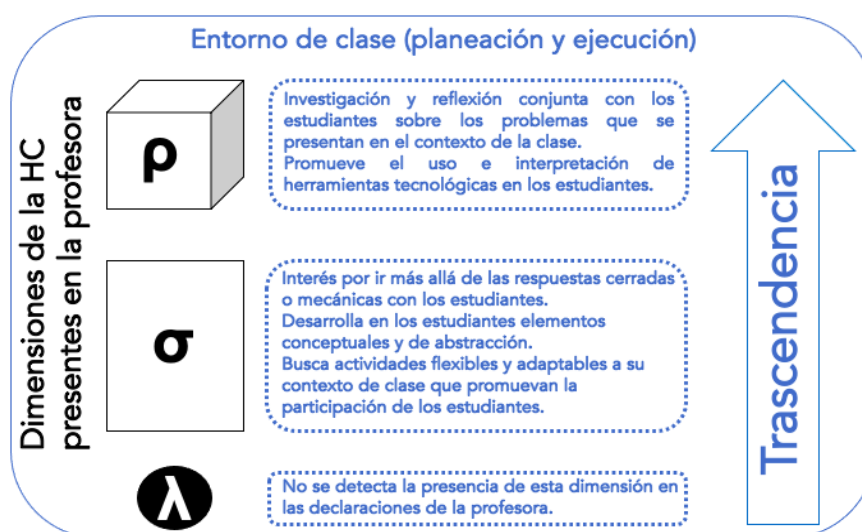 Entorno de clase (planeación y ejecución)
Dimensiones de la HC
presentes en la profesora
ρ
Investigación y reflexión conjunta con los
estudiantes sobre los problemas que se
presentan en el contexto de la clase.
Promueve el uso e interpretación de
herramientas tecnológicas en los estudiantes.
σ
Interés por ir más allá de las respuestas cerradas
o mecánicas con los estudiantes.
Desarrolla en los estudiantes elementos
conceptuales y de abstracción.
Busca actividades flexibles y adaptables a su
contexto de clase que promuevan la
participación de los estudiantes.
λ
No se detecta la presencia de esta dimensión en
las declaraciones de la profesora.
Trascendencia